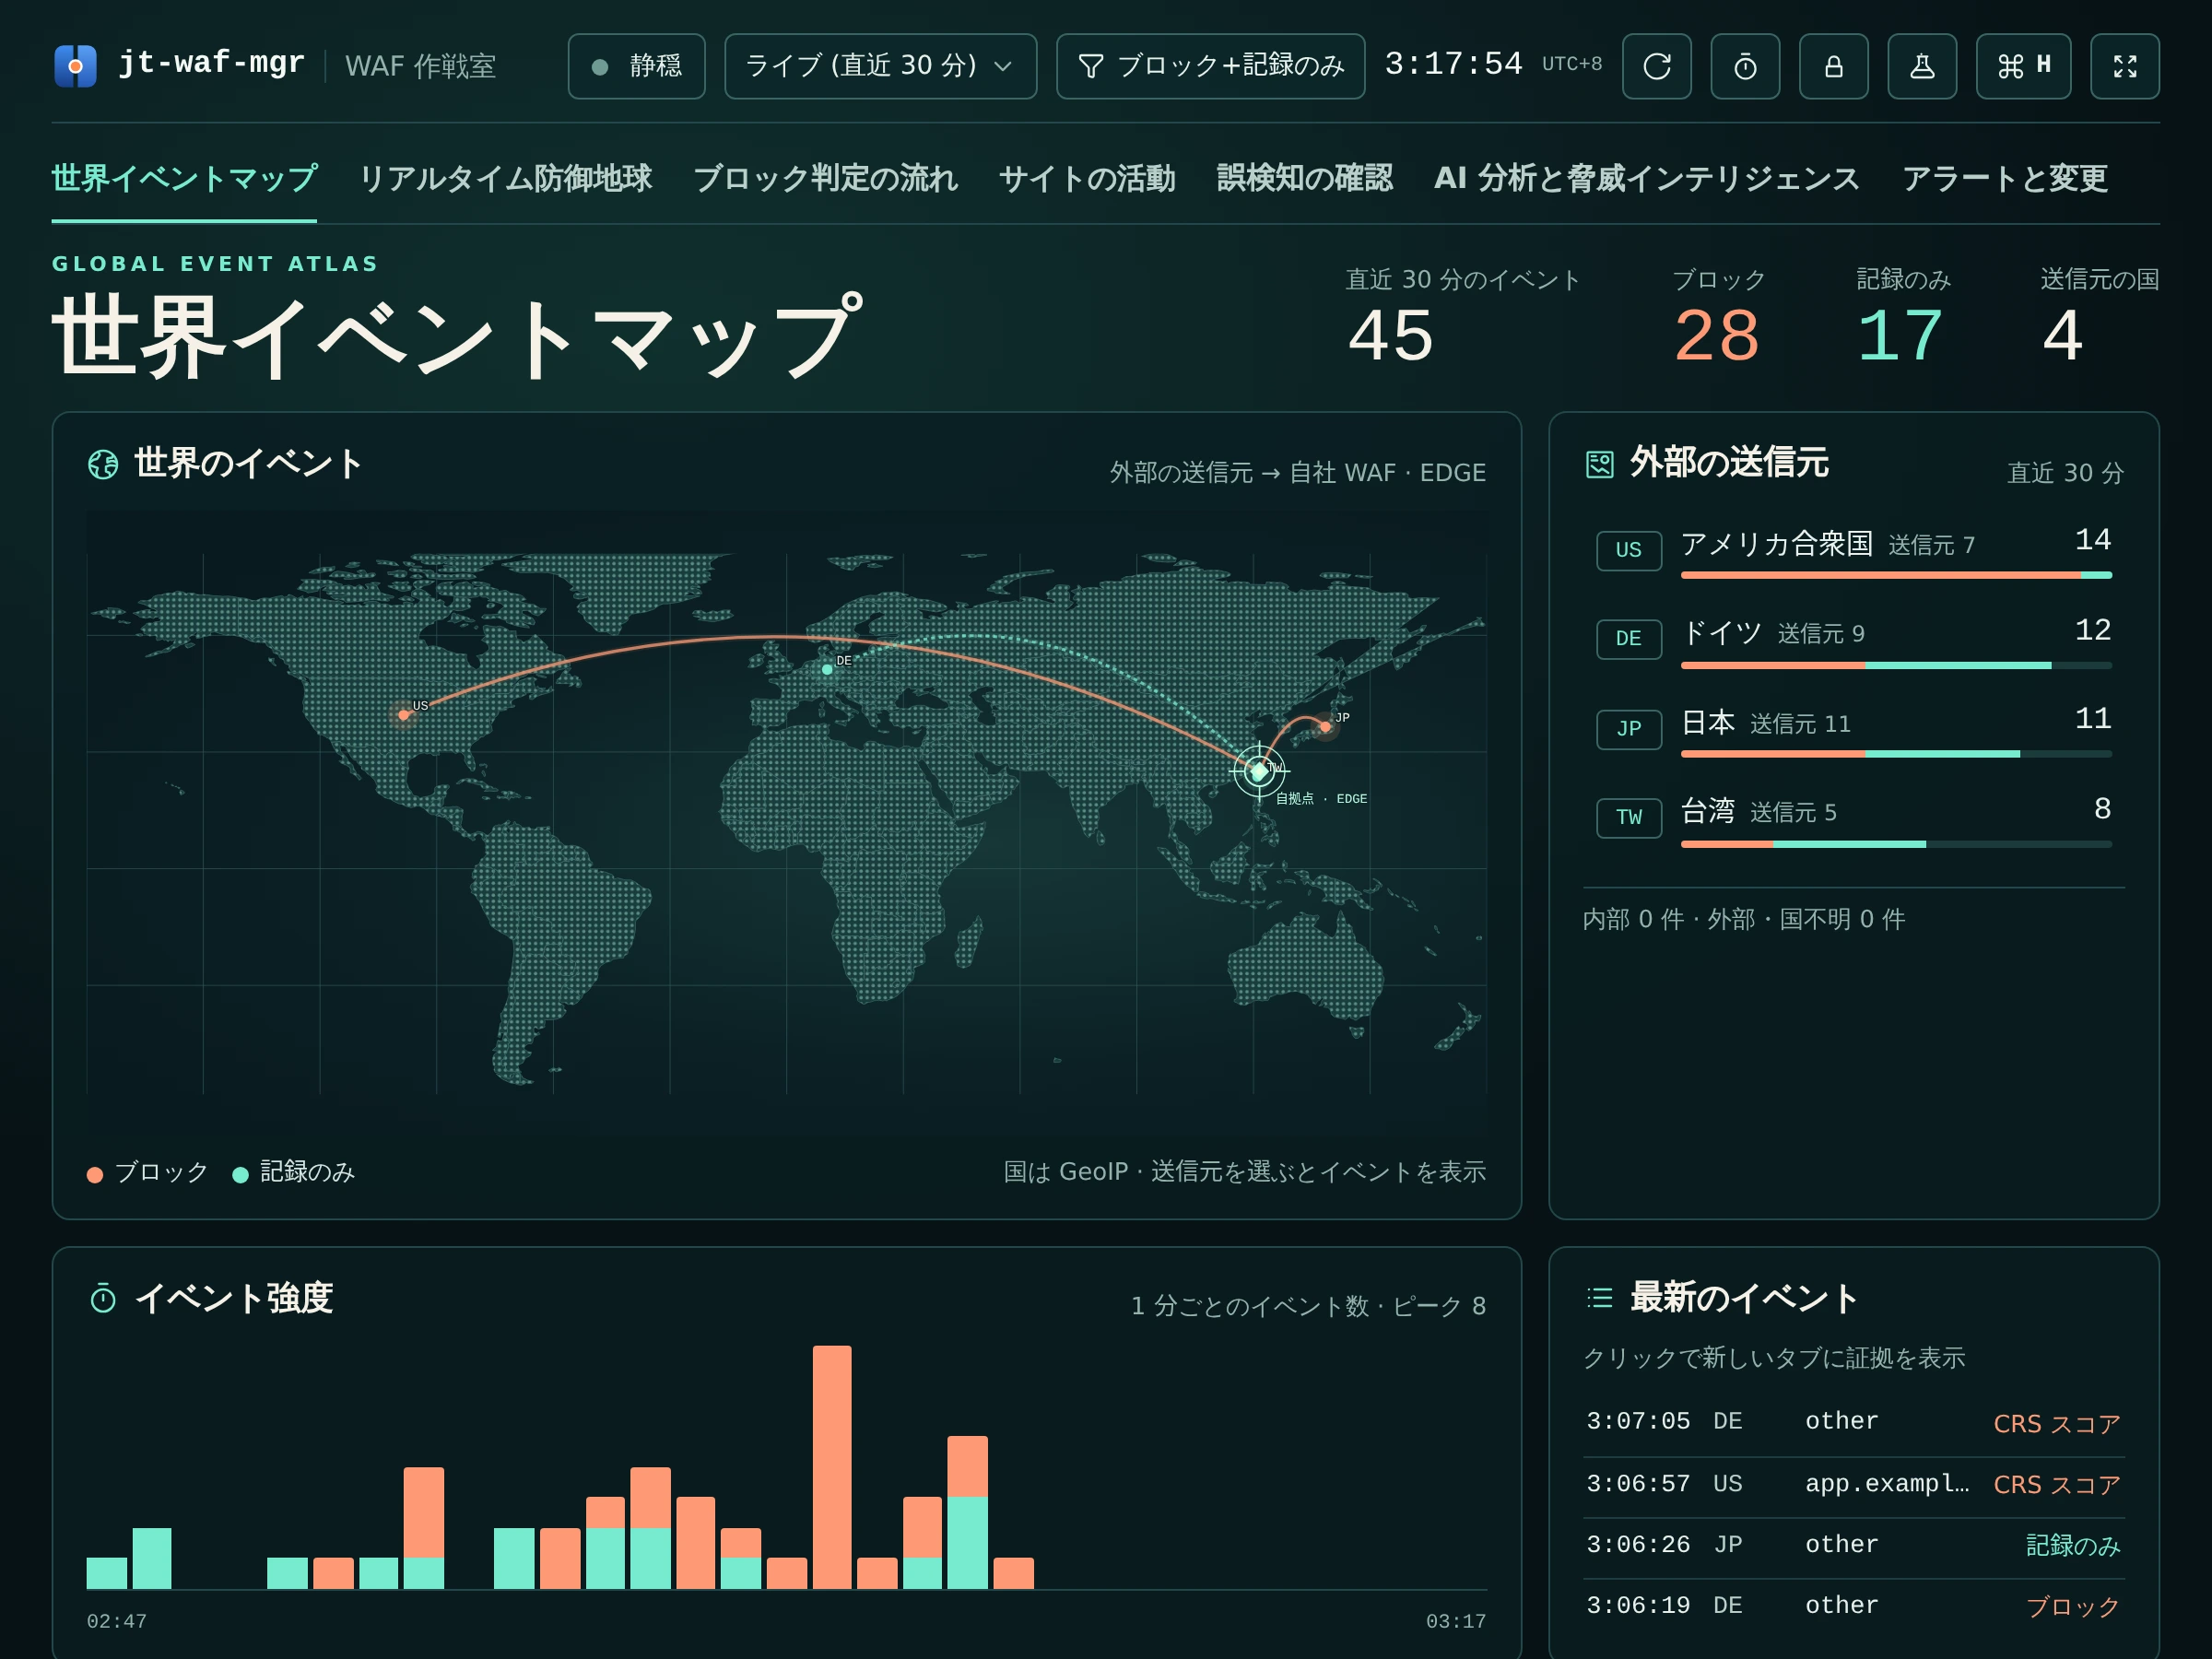 jt-waf-mgr
WAF 作戦室
静穏
ライブ (直近 30 分)
ブロック+記録のみ
3:17:54 UTC+8
⌘ H
世界イベントマップ
リアルタイム防御地球
ブロック判定の流れ
サイトの活動
誤検知の確認
AI 分析と脅威インテリジェンス
アラートと変更
GLOBAL EVENT ATLAS
世界イベントマップ
直近 30 分のイベント
45
ブロック
28
記録のみ
17
送信元の国
4
世界のイベント
外部の送信元 → 自社 WAF · EDGE
US
DE
JP
TW
自拠点 · EDGE
ブロック
記録のみ
国は GeoIP · 送信元を選ぶとイベントを表示
外部の送信元
直近 30 分
US アメリカ合衆国 送信元 7 14
DE ドイツ 送信元 9 12
JP 日本 送信元 11 11
TW 台湾 送信元 5 8
内部 0 件 · 外部・国不明 0 件
イベント強度
1 分ごとのイベント数 · ピーク 8
02:47
03:17
最新のイベント
クリックで新しいタブに証拠を表示
3:07:05 DE other CRS スコア
3:06:57 US app.exampl… CRS スコア
3:06:26 JP other 記録のみ
3:06:19 DE other ブロック